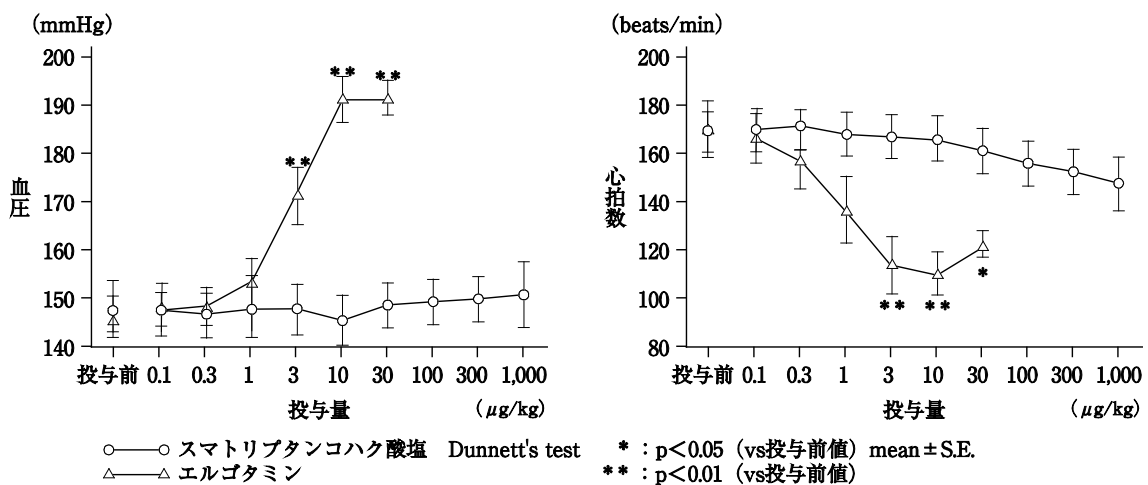 (mmHg)
200
190
180
170
160
150
140
血圧
**
**
**
投与前 0.1 0.3 1 3 10 30 100 300 1,000
投与量 (μg/kg)
(beats/min)
200
180
160
140
120
100
80
心拍数
**
**
*
投与前 0.1 0.3 1 3 10 30 100 300 1,000
投与量 (μg/kg)
スマトリプタンコハク酸塩 Dunnett's test * : p<0.05 (vs投与前値) mean±S.E.
エルゴタミン ** : p<0.01 (vs投与前値)